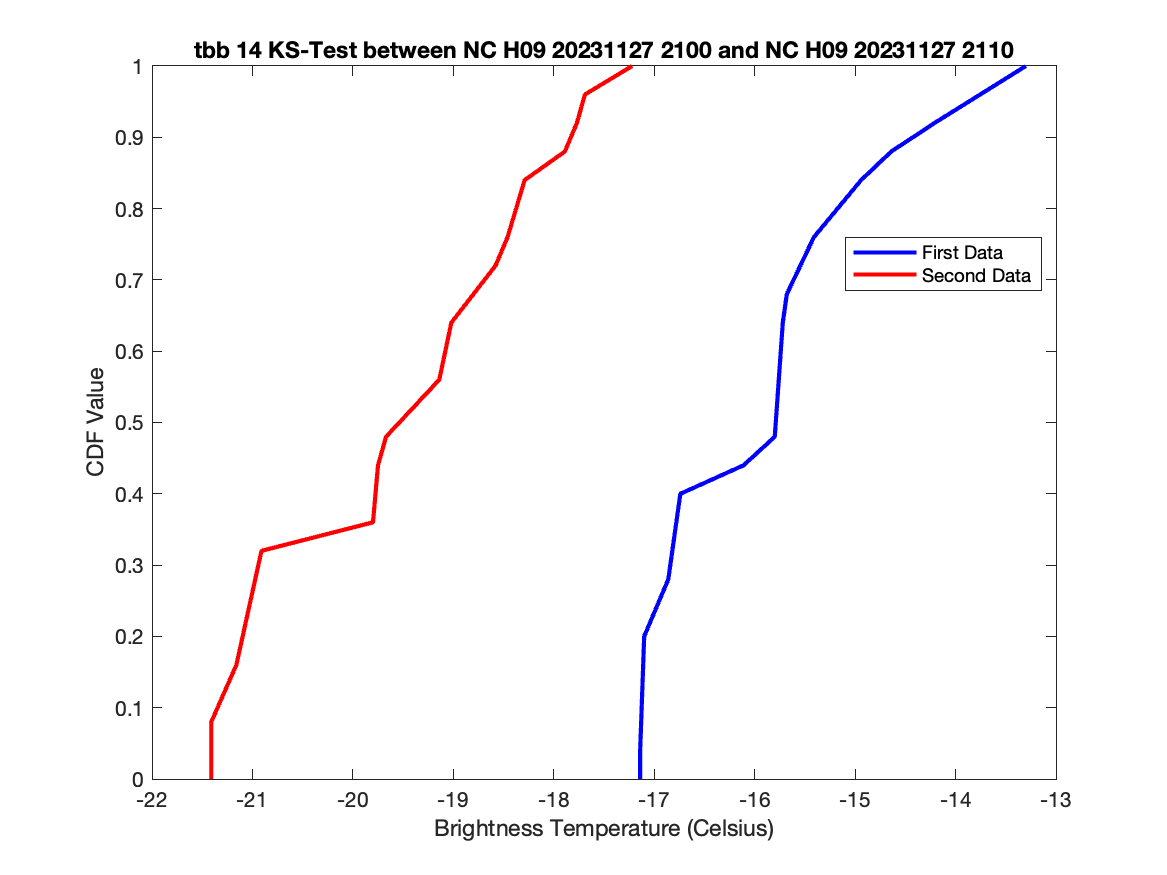 tbb 14 KS-Test between NC H09 20231127 2100 and NC H09 20231127 2110
1
0.9
0.8
0.7
0.6
0.5
0.4
0.3
0.2
0.1
0
CDF Value
First Data
Second Data
-22 -21 -20 -19 -18 -17 -16 -15 -14 -13
Brightness Temperature (Celsius)